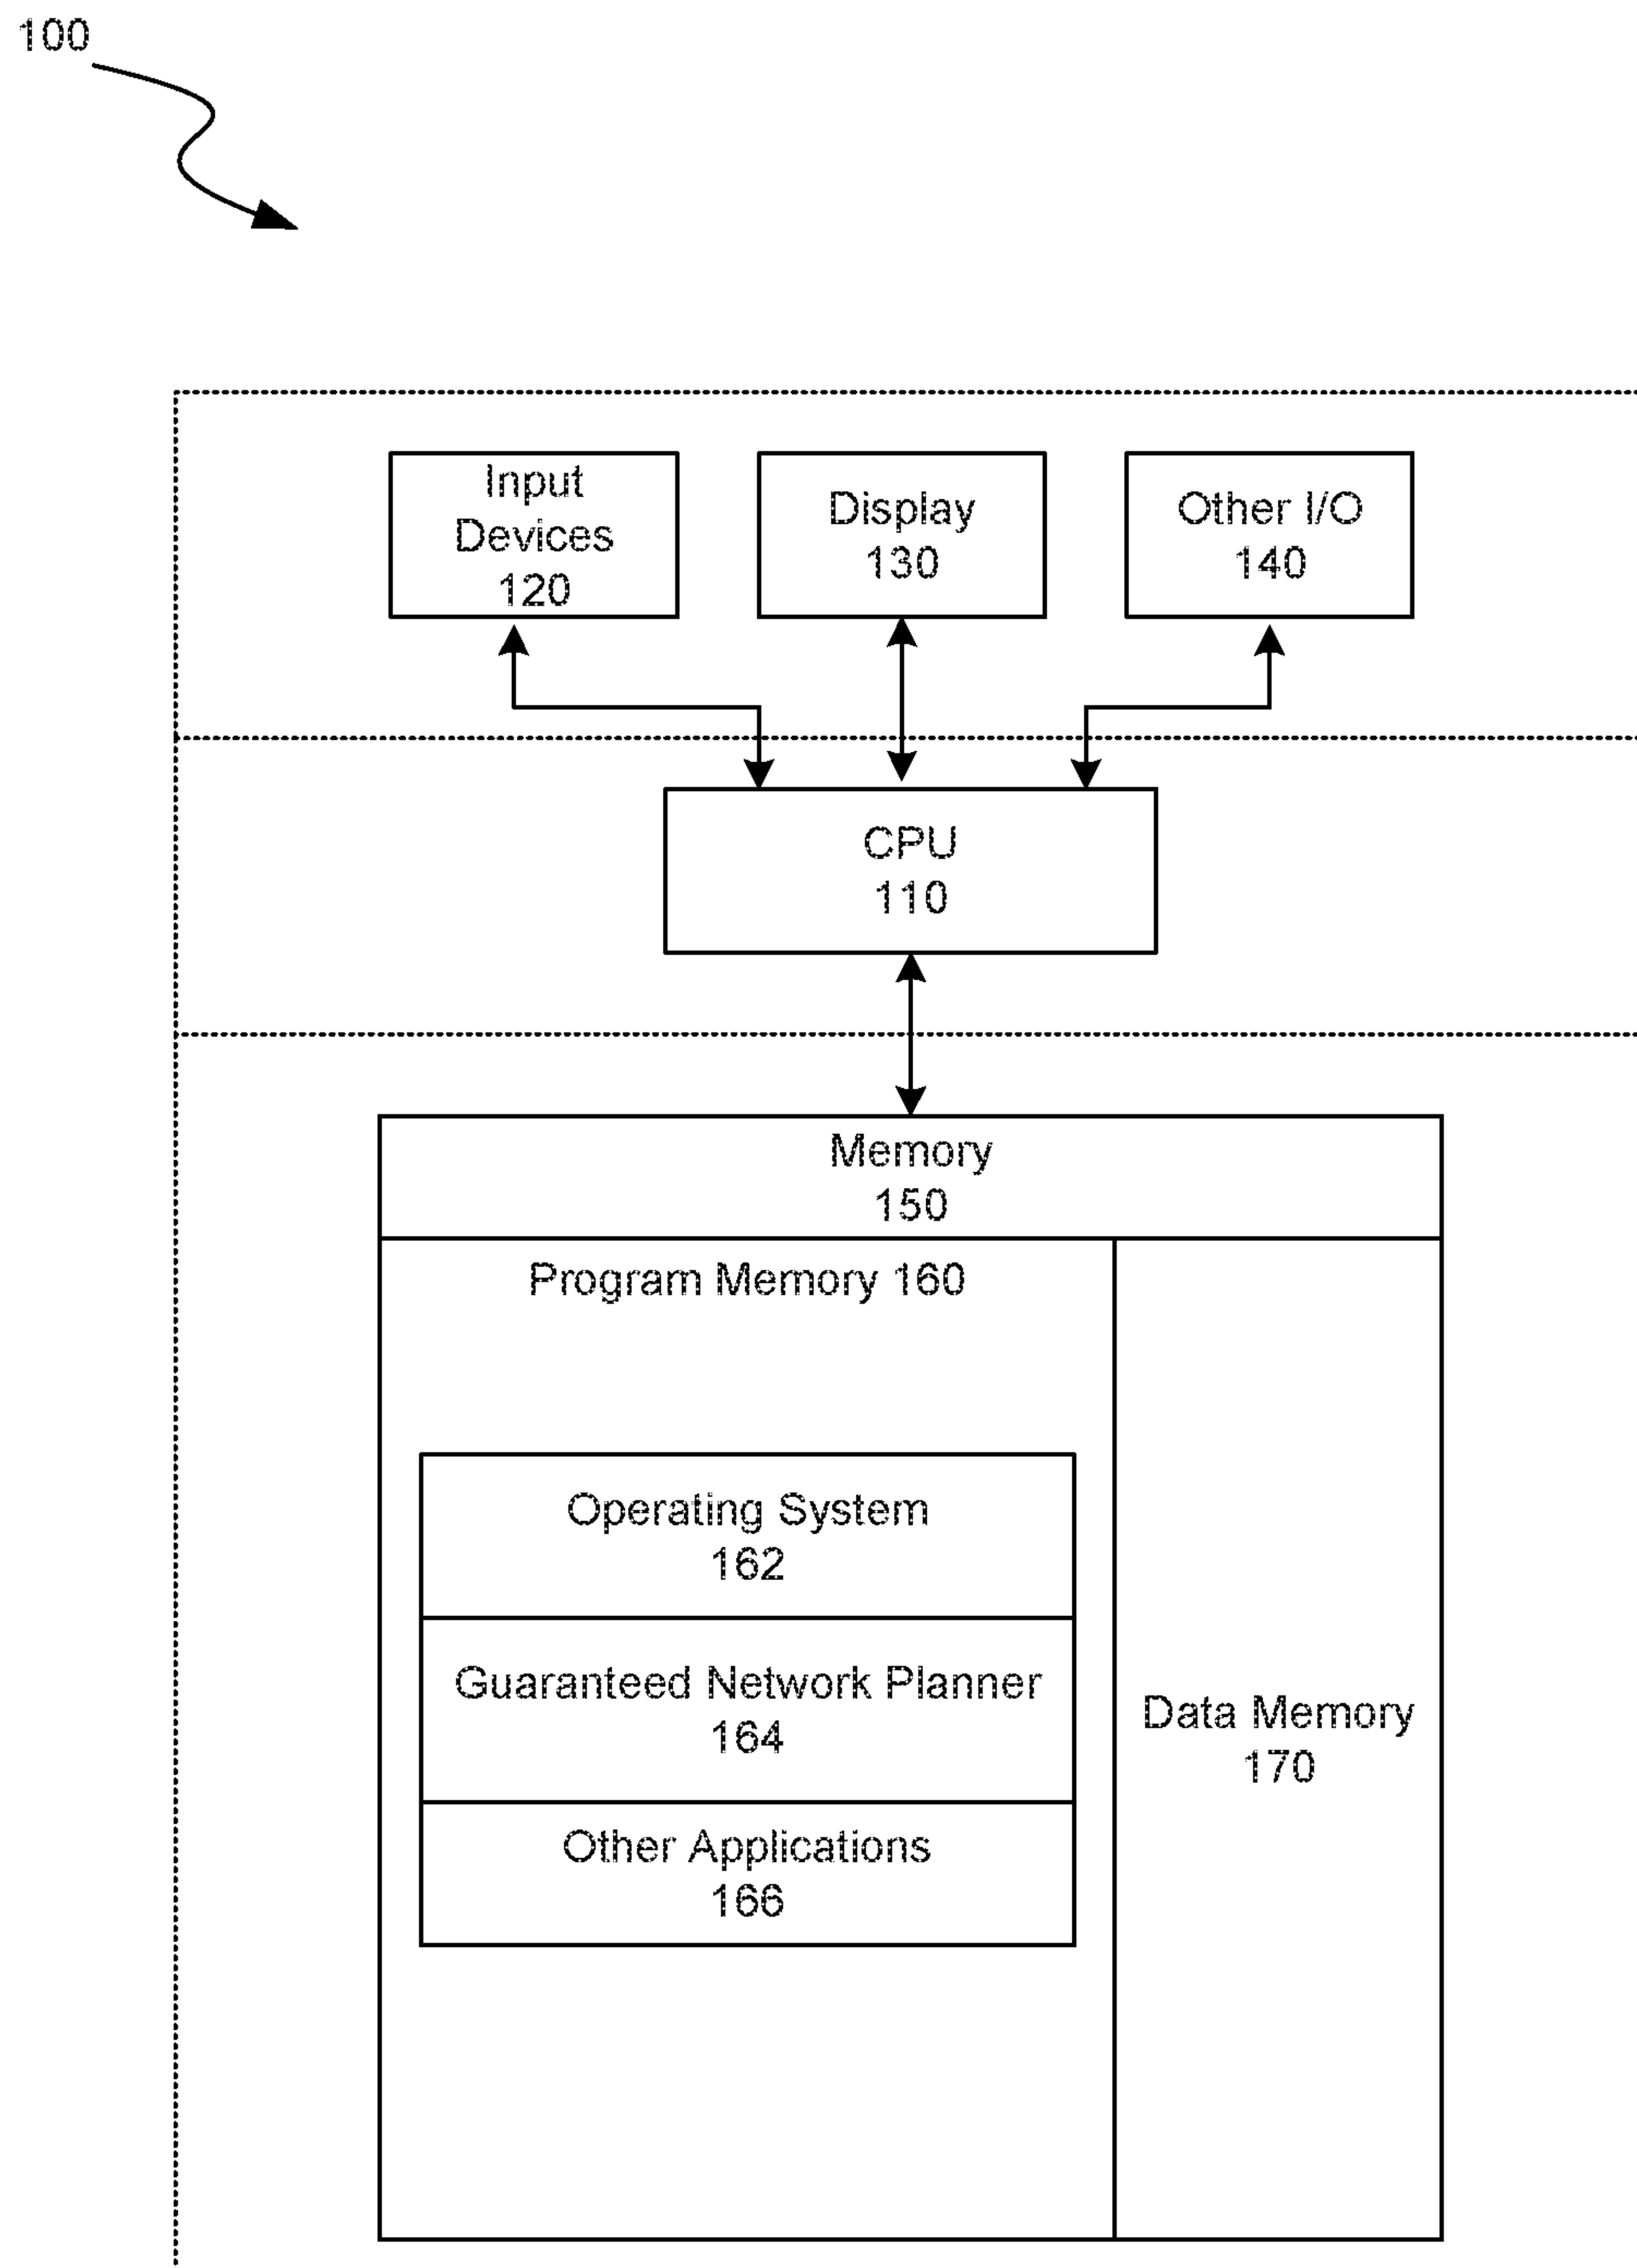 100
Input
Devices
120
Display
130
Other I/O
140
CPU
110
Memory
150
Program Memory 160
Operating System
162
Guaranteed Network Planner
164
Other Applications
166
Data Memory
170